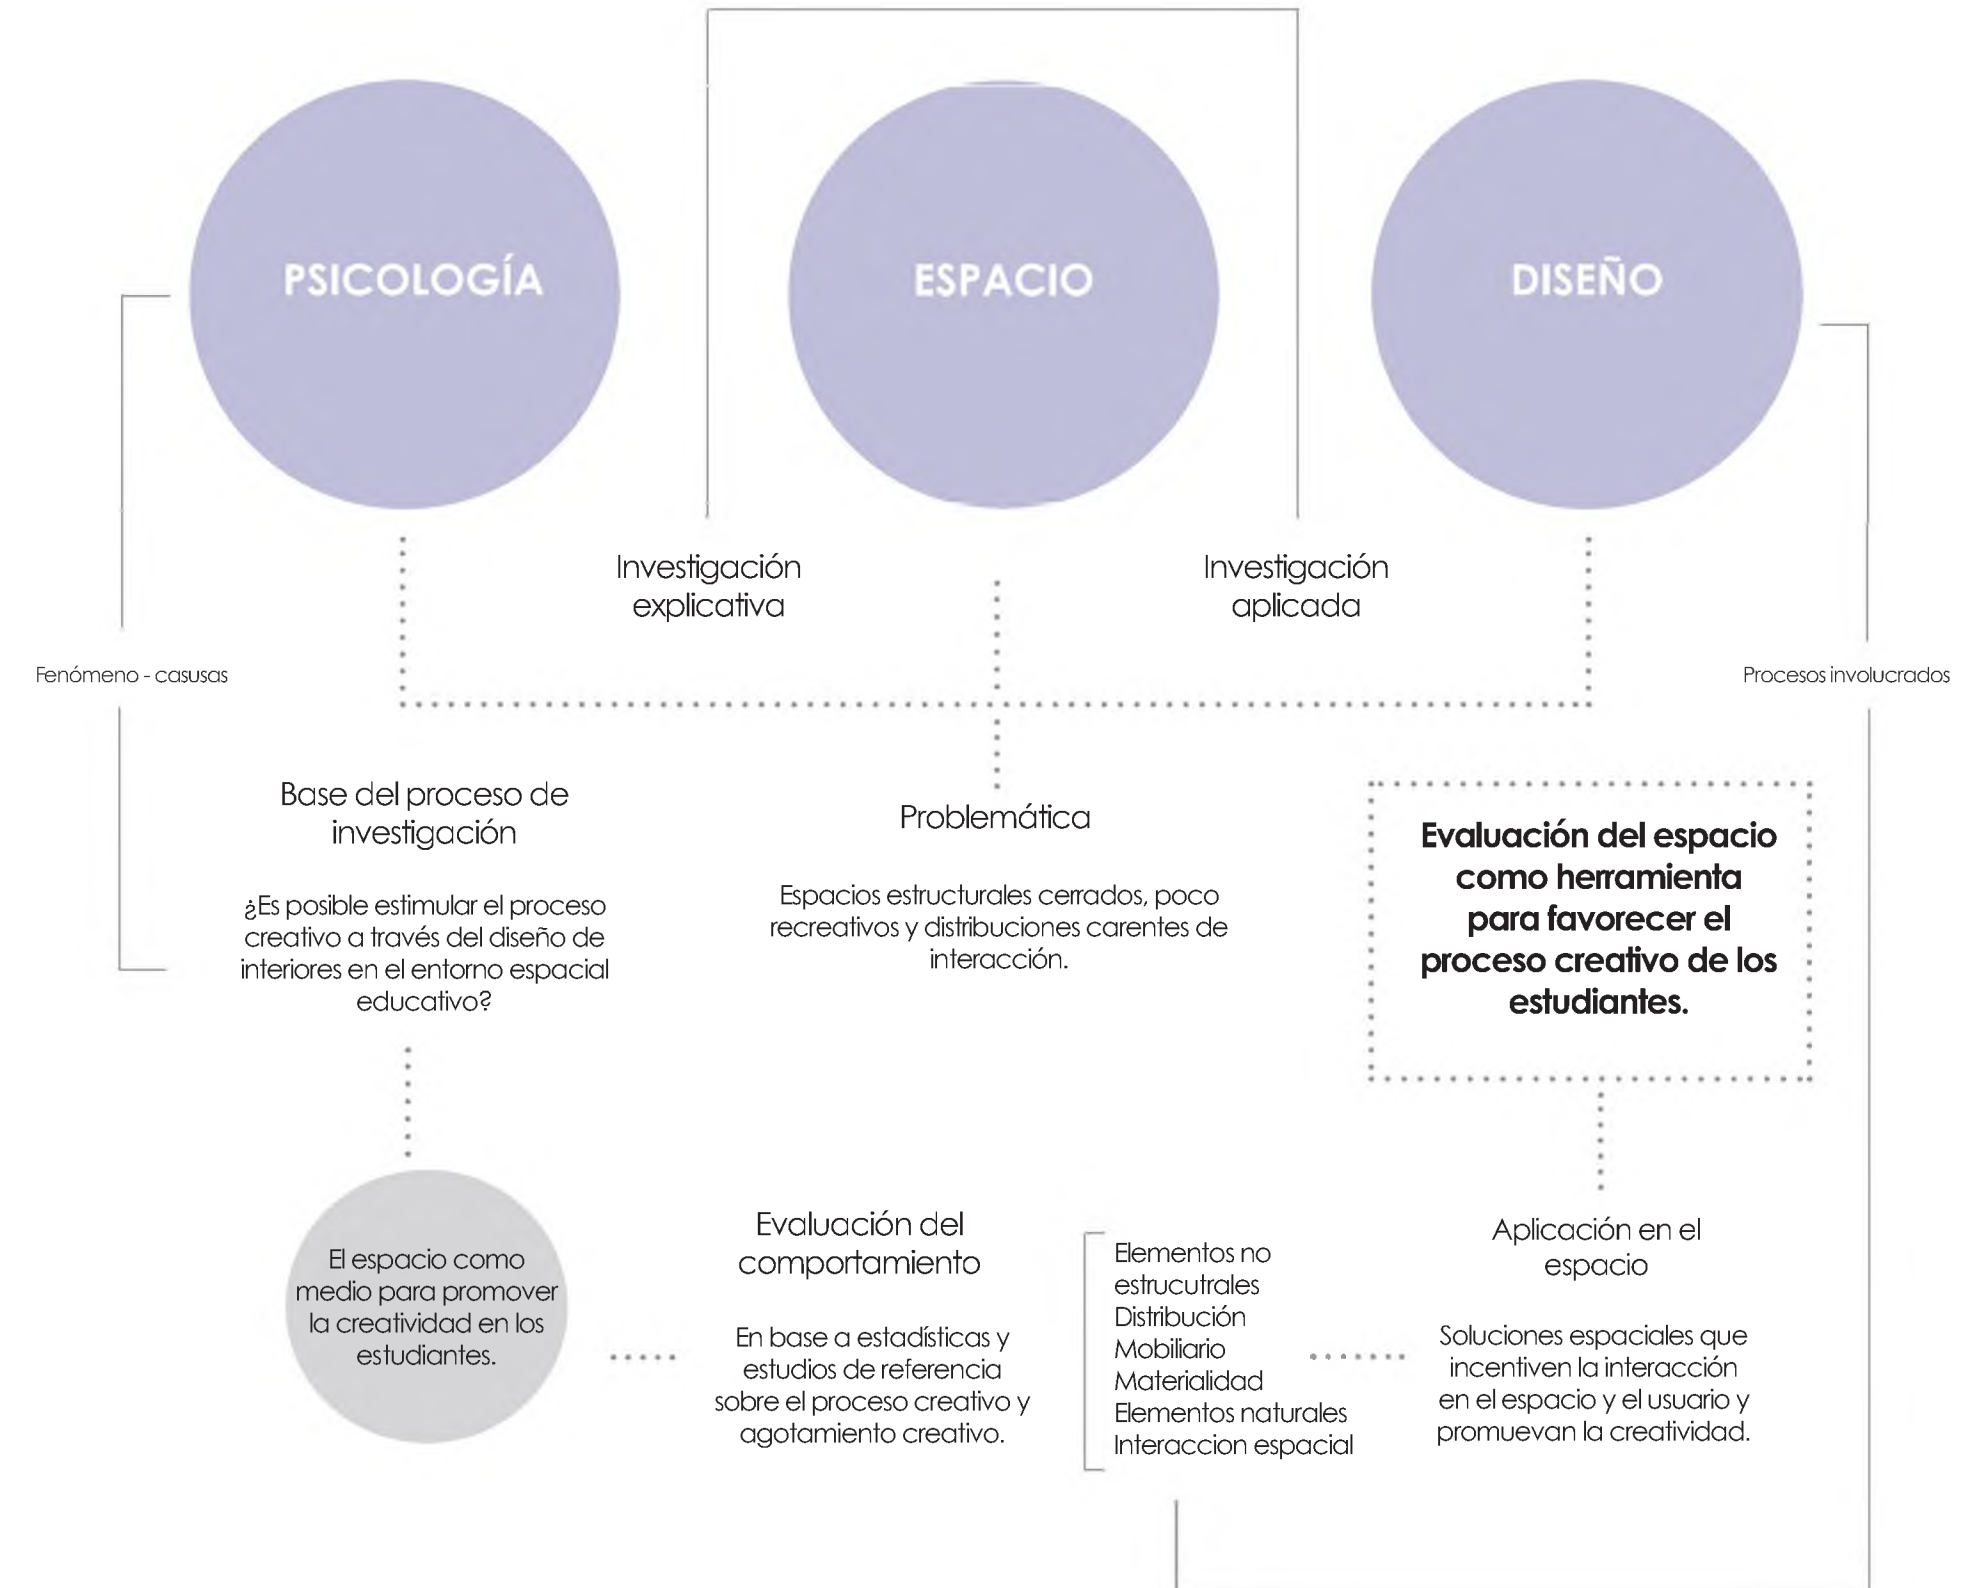 PSICOLOGÍA
ESPACIO
DISEÑO
Investigación
explicativa
Investigación
aplicada
Fenómeno - casusas
Procesos involucrados
Base del proceso de
investigación
¿Es posible estimular el proceso
creativo a través del diseño de
interiores en el entorno espacial
educativo?
Problemática
Espacios estructurales cerrados, poco
recreativos y distribuciones carentes de
interacción.
Evaluación del espacio
como herramienta
para favorecer el
proceso creativo de los
estudiantes.
El espacio como
medio para promover
la creatividad en los
estudiantes.
Evaluación del
comportamiento
En base a estadísticas y
estudios de referencia
sobre el proceso creativo y
agotamiento creativo.
Elementos no
estrucutrales
Distribución
Mobiliario
Materialidad
Elementos naturales
Interaccion espacial
Aplicación en el
espacio
Soluciones espaciales que
incentiven la interacción
en el espacio y el usuario y
promuevan la creatividad.